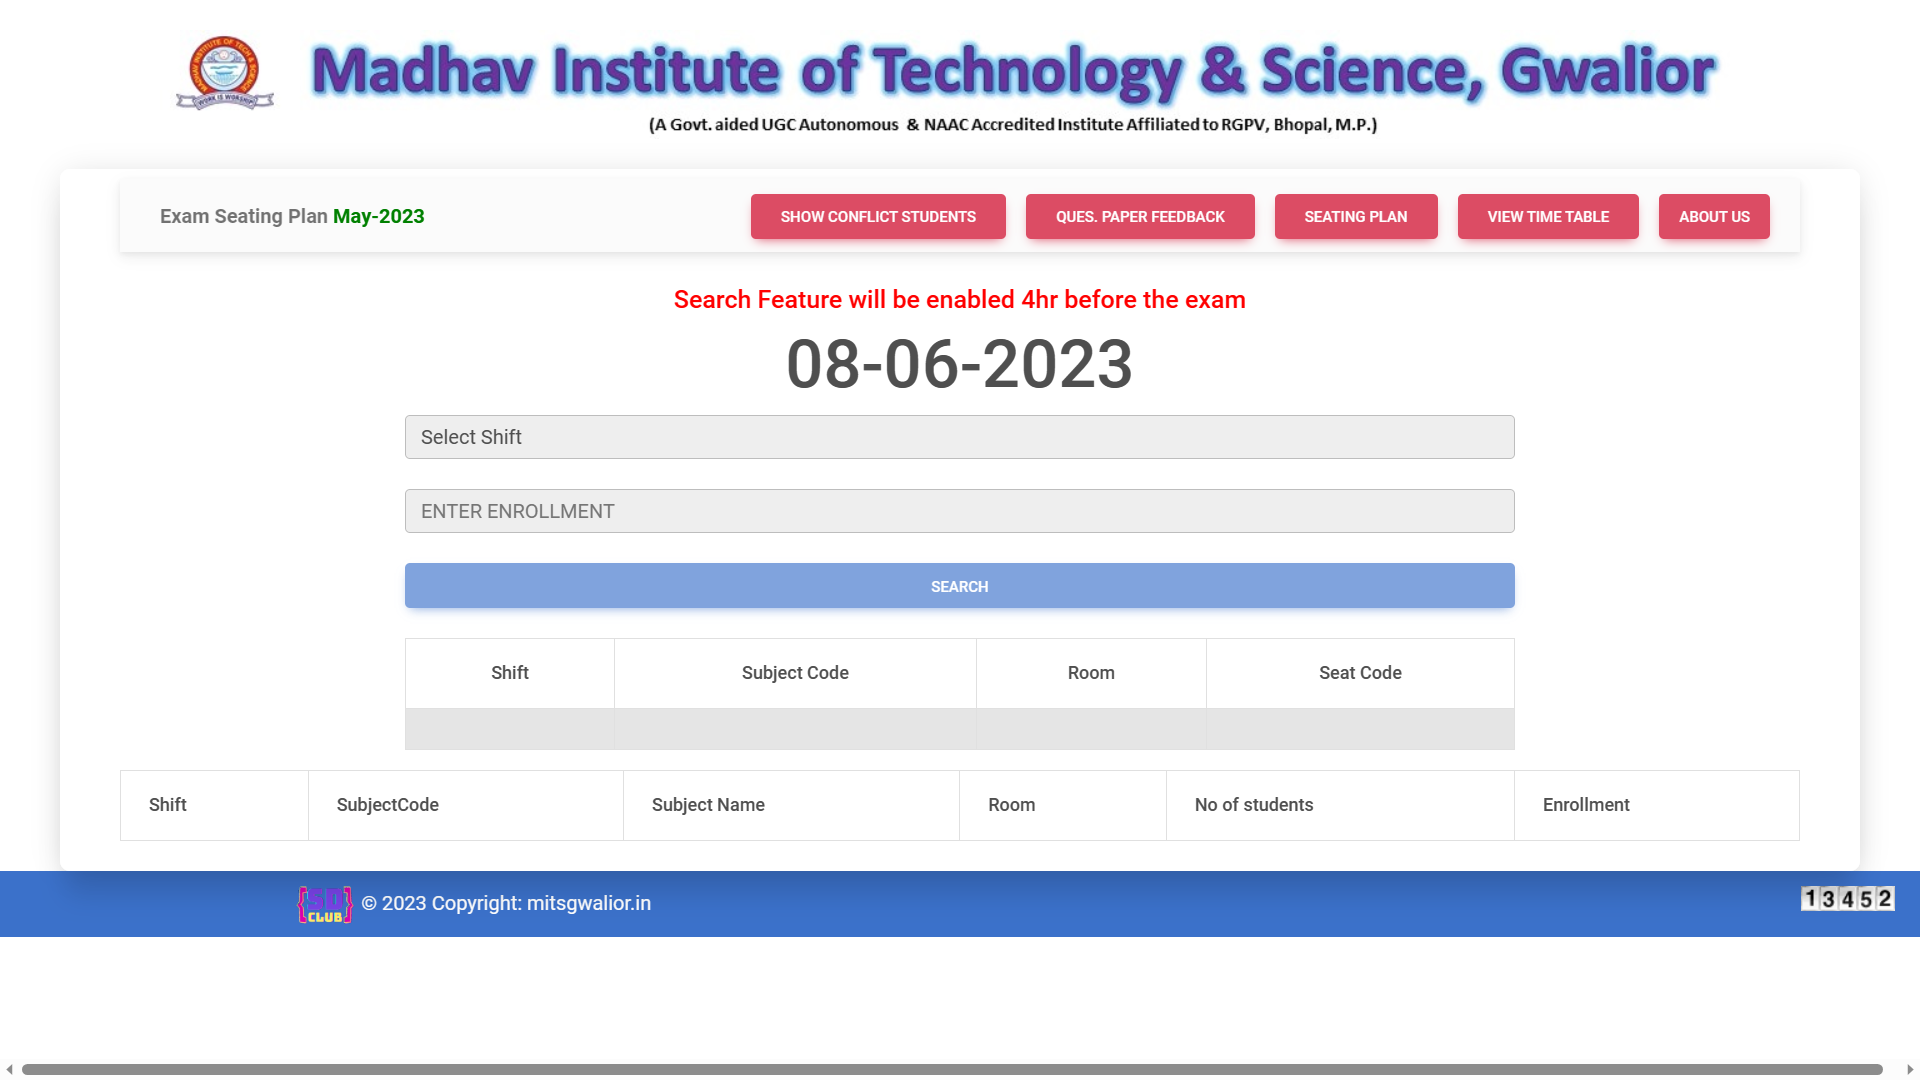 Madhav Institute of Technology & Science, Gwalior
(A Govt. aided UGC Autonomous & NAAC Accredited Institute Affiliated to RGPV, Bhopal, M.P.)
Exam Seating Plan May-2023
SHOW CONFLICT STUDENTS
QUES. PAPER FEEDBACK
SEATING PLAN
VIEW TIME TABLE
ABOUT US
Search Feature will be enabled 4hr before the exam
08-06-2023
Select Shift
ENTER ENROLLMENT
SEARCH
Shift Subject Code Room Seat Code
Shift SubjectCode Subject Name Room No of students Enrollment
{SD}
CLUB
© 2023 Copyright: mitsgwalior.in
13452